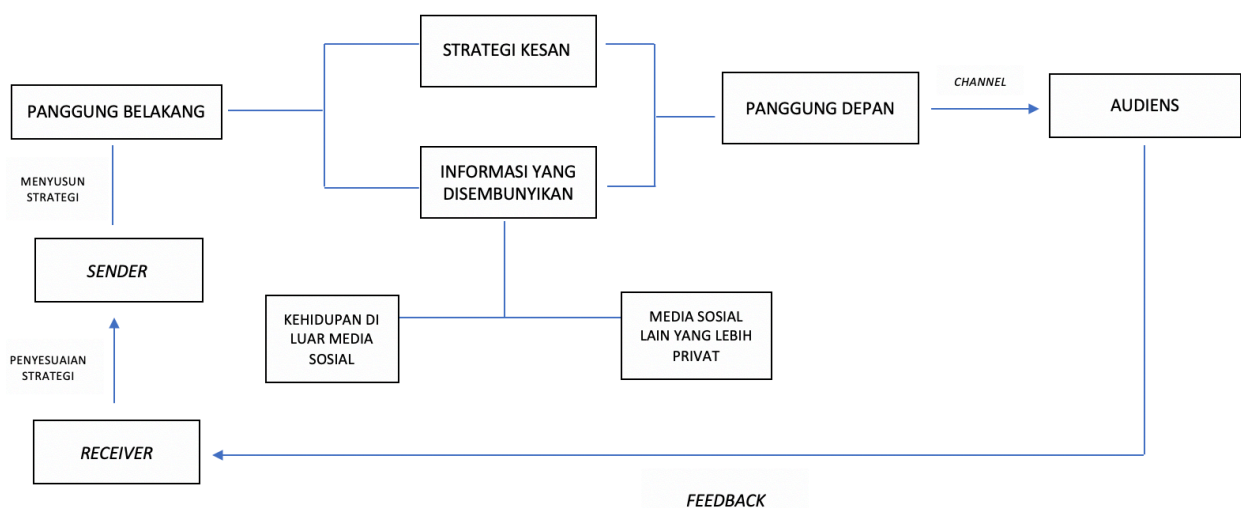 STRATEGI KESAN
PANGGUNG BELAKANG
PANGGUNG DEPAN
CHANNEL
AUDIENS
INFORMASI YANG
DISEMBUNYIKAN
MENYUSUN
STRATEGI
SENDER
KEHIDUPAN DI
LUAR MEDIA
SOSIAL
MEDIA SOSIAL
LAIN YANG LEBIH
PRIVAT
PENYESUAIAN
STRATEGI
RECEIVER
FEEDBACK